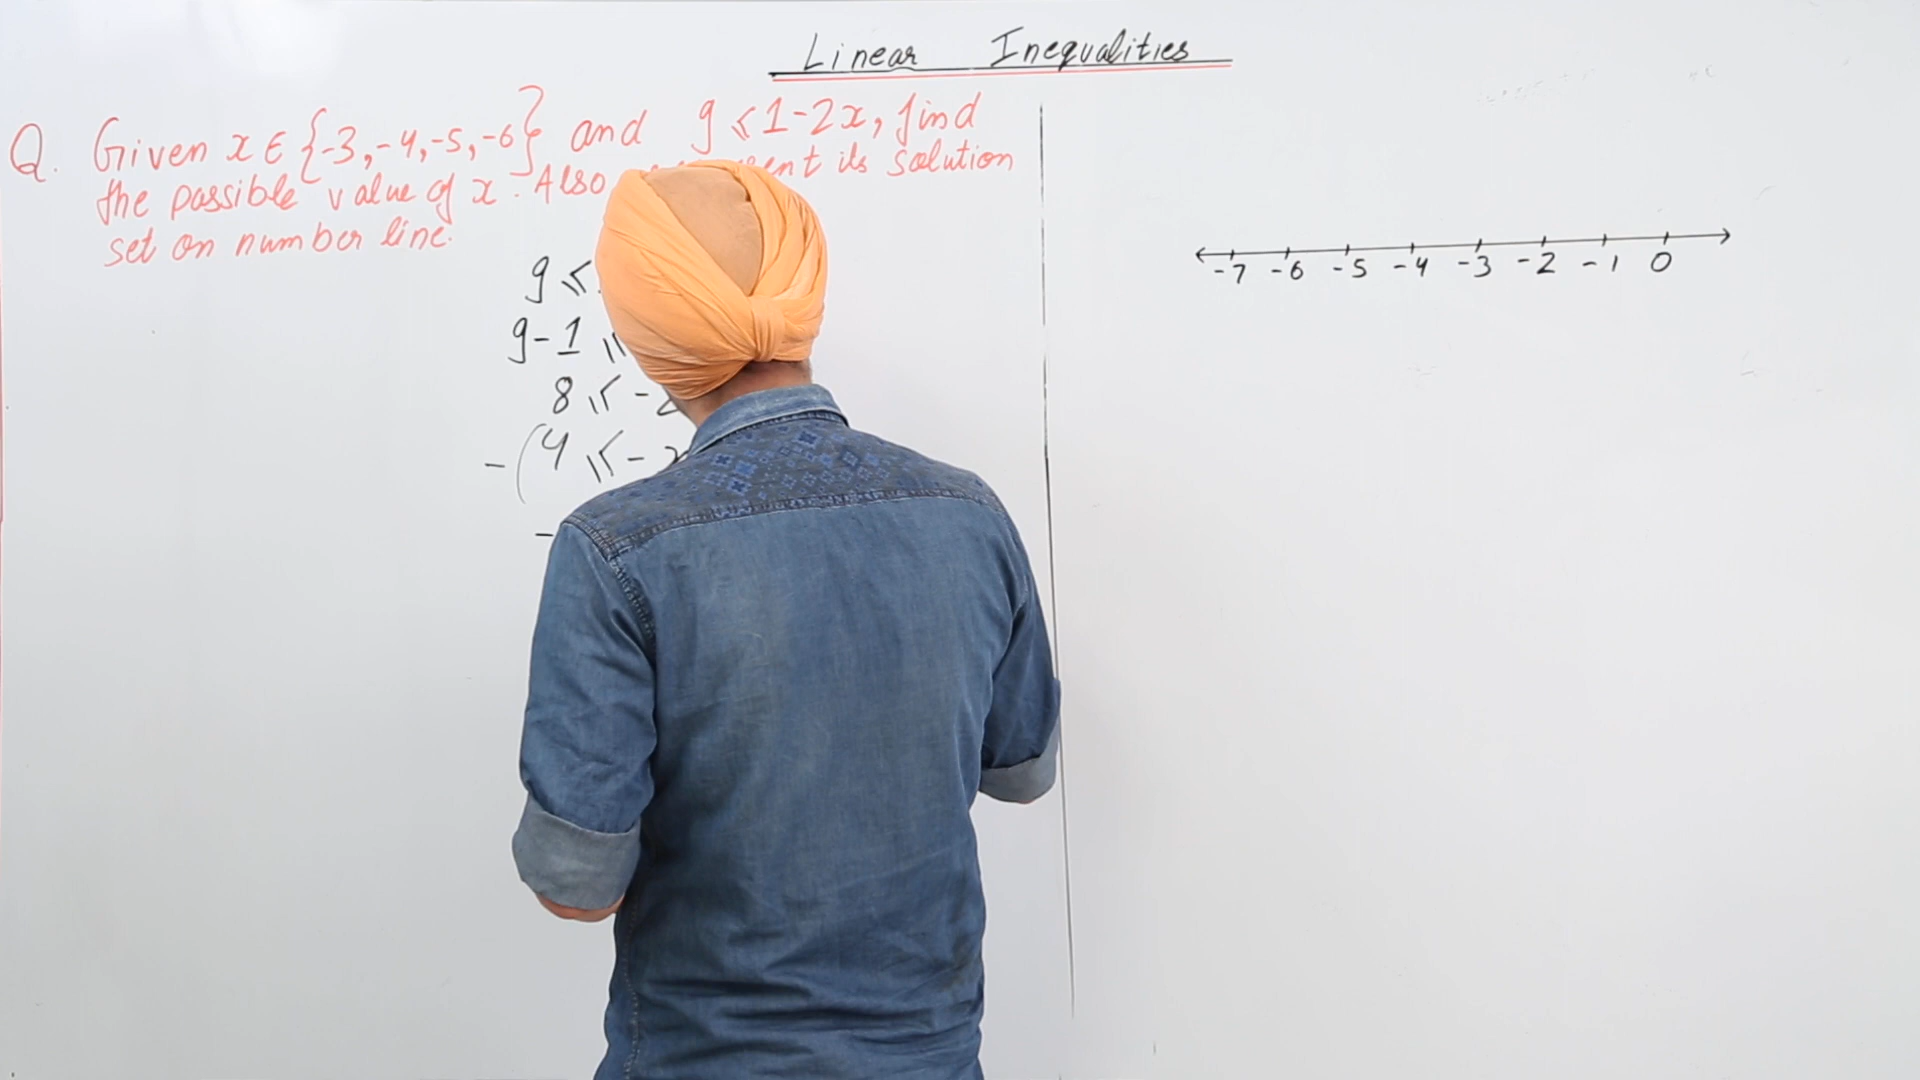 Linear Inequalities
Q. Given x ∈ {-3, -4, -5, -6} and 9 ⩽ 1-2x, find
the possible value of x. Also its solution
set on number line.
9 ⩽
9-1 ⩽
8 ⩽ -2
-(4 ⩽ -x
-
-7 -6 -5 -4 -3 -2 -1 0